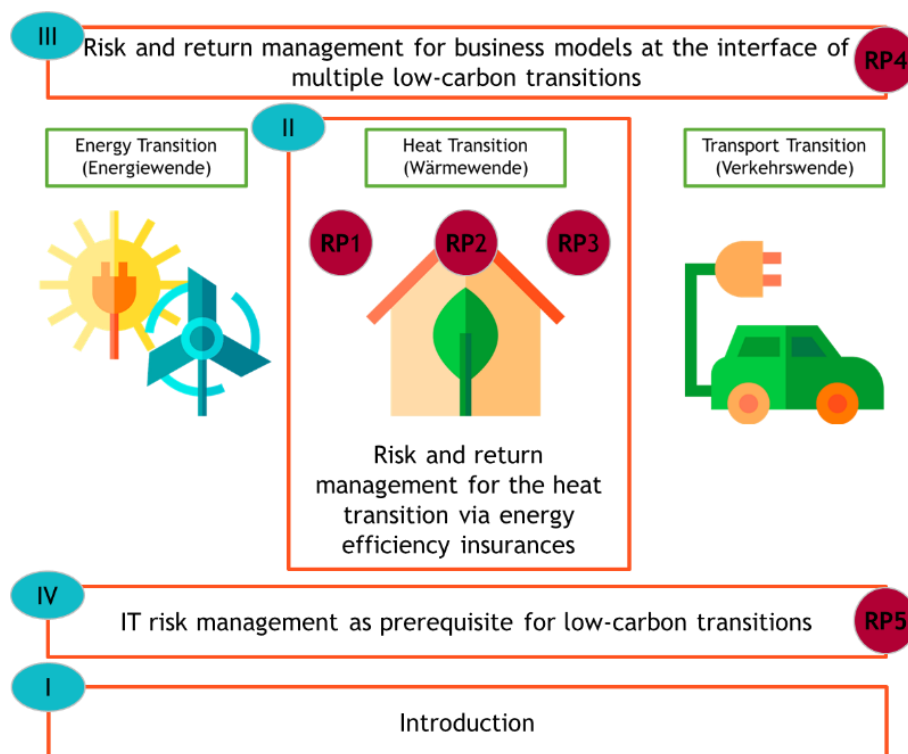 III
Risk and return management for business models at the interface of
multiple low-carbon transitions
RP4
II
Energy Transition
(Energiewende)
Heat Transition
(Wärmewende)
Transport Transition
(Verkehrswende)
RP1
RP2
RP3
Risk and return
management for the heat
transition via energy
efficiency insurances
IV
IT risk management as prerequisite for low-carbon transitions
RP5
I
Introduction